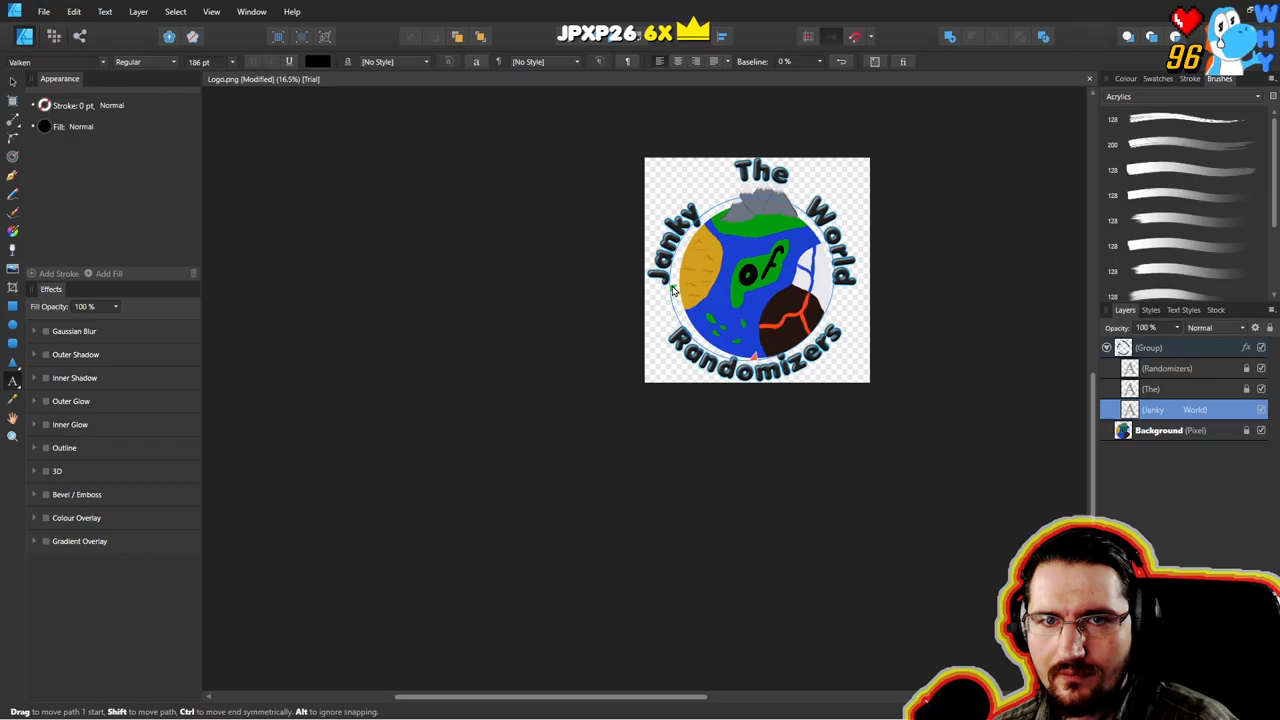 File Edit Text Layer Select View Window Help
JPXP26 6X
WHY
96
Valken Regular 186 pt [No Style] [No Style] Baseline: 0 %
Appearance
Logo.png [Modified] (16.5%) [Trial]
Colour Swatches Stroke Brushes
Acrylics
Stroke: 0 pt, Normal
Fill: Normal
128
200
128
128
128
128
128
128
The
Janky
World
of
Randomizers
Add Stroke Add Fill
Effects
Fill Opacity: 100 %
Gaussian Blur
Outer Shadow
Inner Shadow
Outer Glow
Inner Glow
Outline
3D
Bevel / Emboss
Colour Overlay
Gradient Overlay
Layers Styles Text Styles Stock
Opacity: 100 % Normal
(Group)
(Randomizers)
(The)
(Janky World)
Background (Pixel)
Drag to move path 1 start, Shift to move path, Ctrl to move end symmetrically. Alt to ignore snapping.